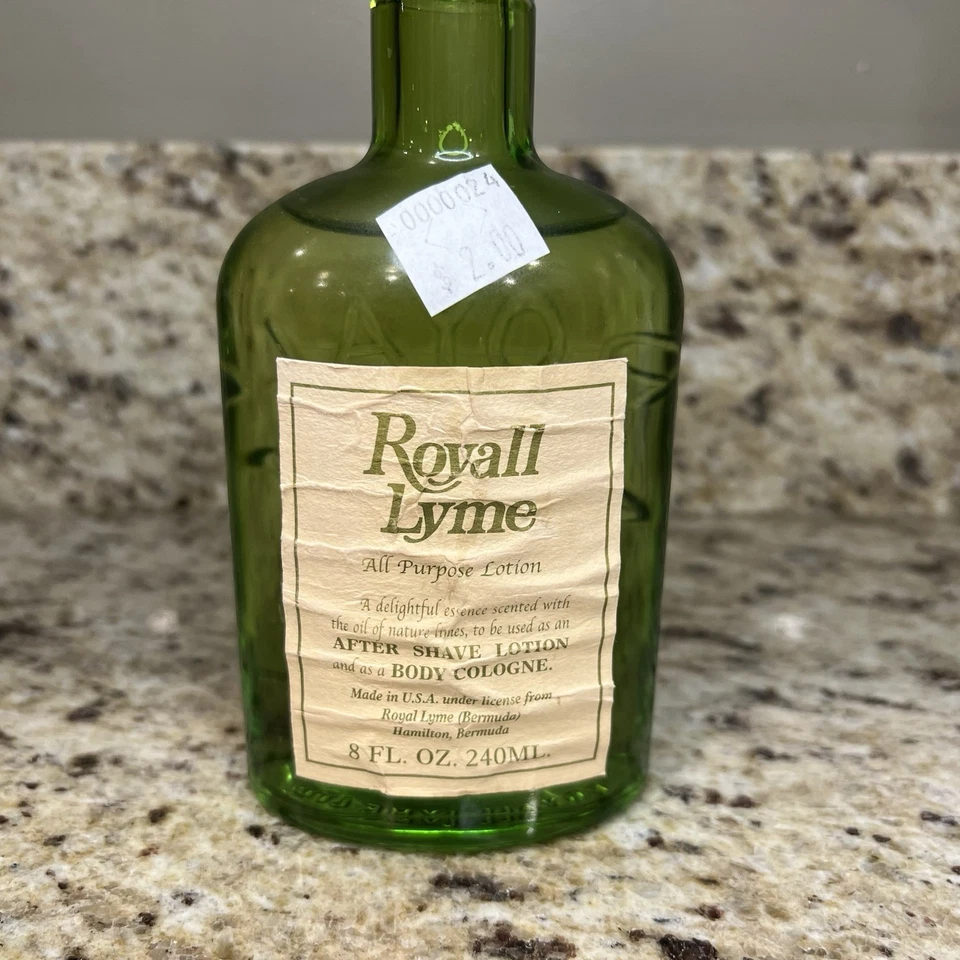 0000024
$ 2.00
Royall
Lyme
All Purpose Lotion
A delightful essence scented with
the oil of nature limes, to be used as an
AFTER SHAVE LOTION
and as a BODY COLOGNE.
Made in U.S.A. under license from
Royal Lyme (Bermuda)
Hamilton, Bermuda
8 FL. OZ. 240ML.